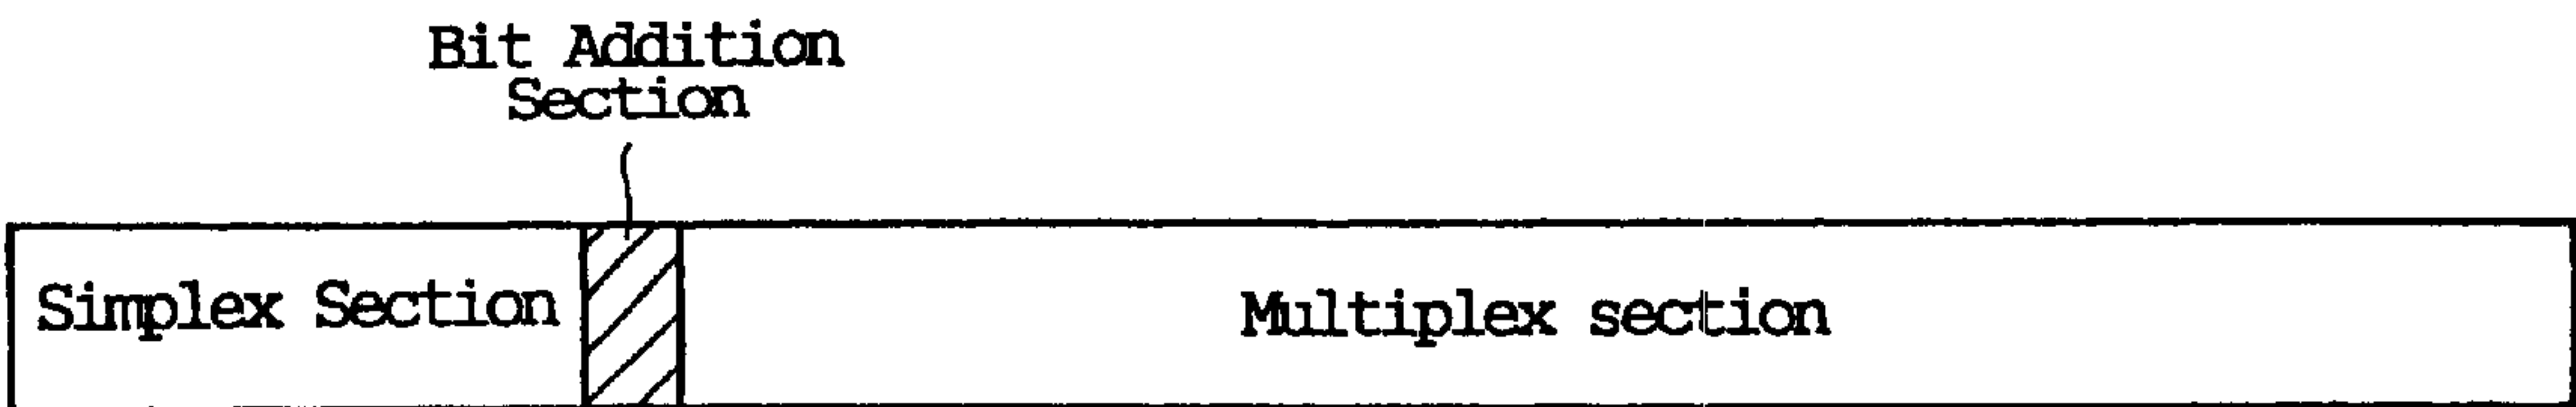 Bit Addition
Section
Simplex Section
Multiplex section